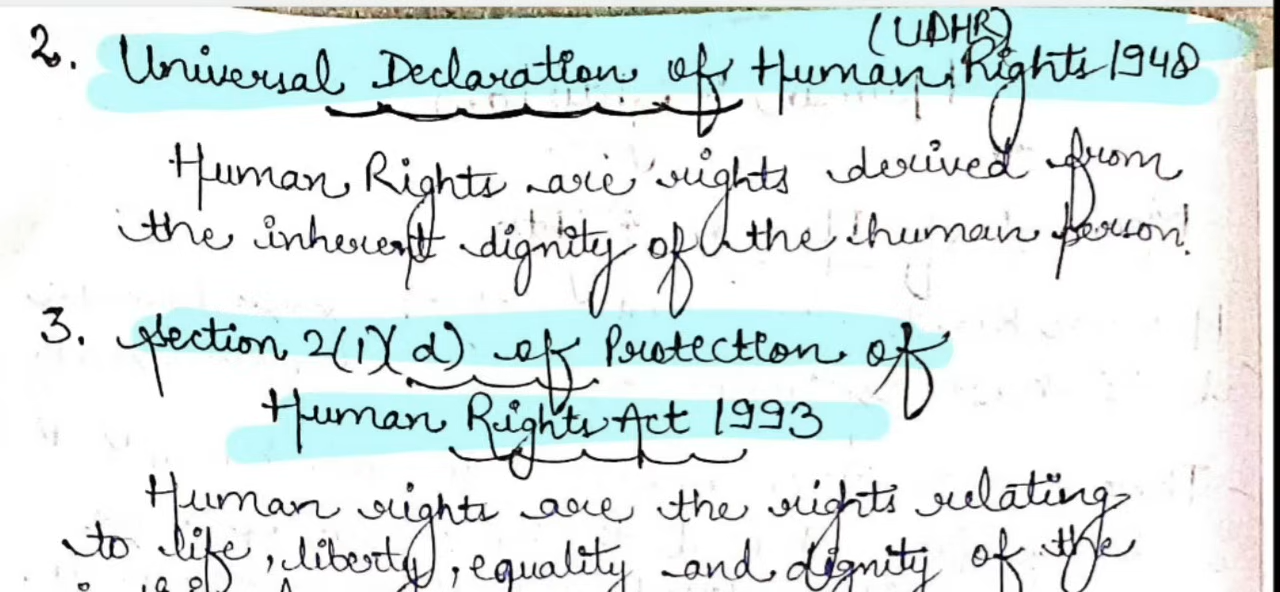 (UDHR)
2. Universal Declaration of Human Rights 1948
Human Rights are rights derived from
the inherent dignity of the human person!
3. Section 2(1)(d) of Protection of
Human Rights Act 1993
Human rights are the rights relating
to life, liberty, equality and dignity of the